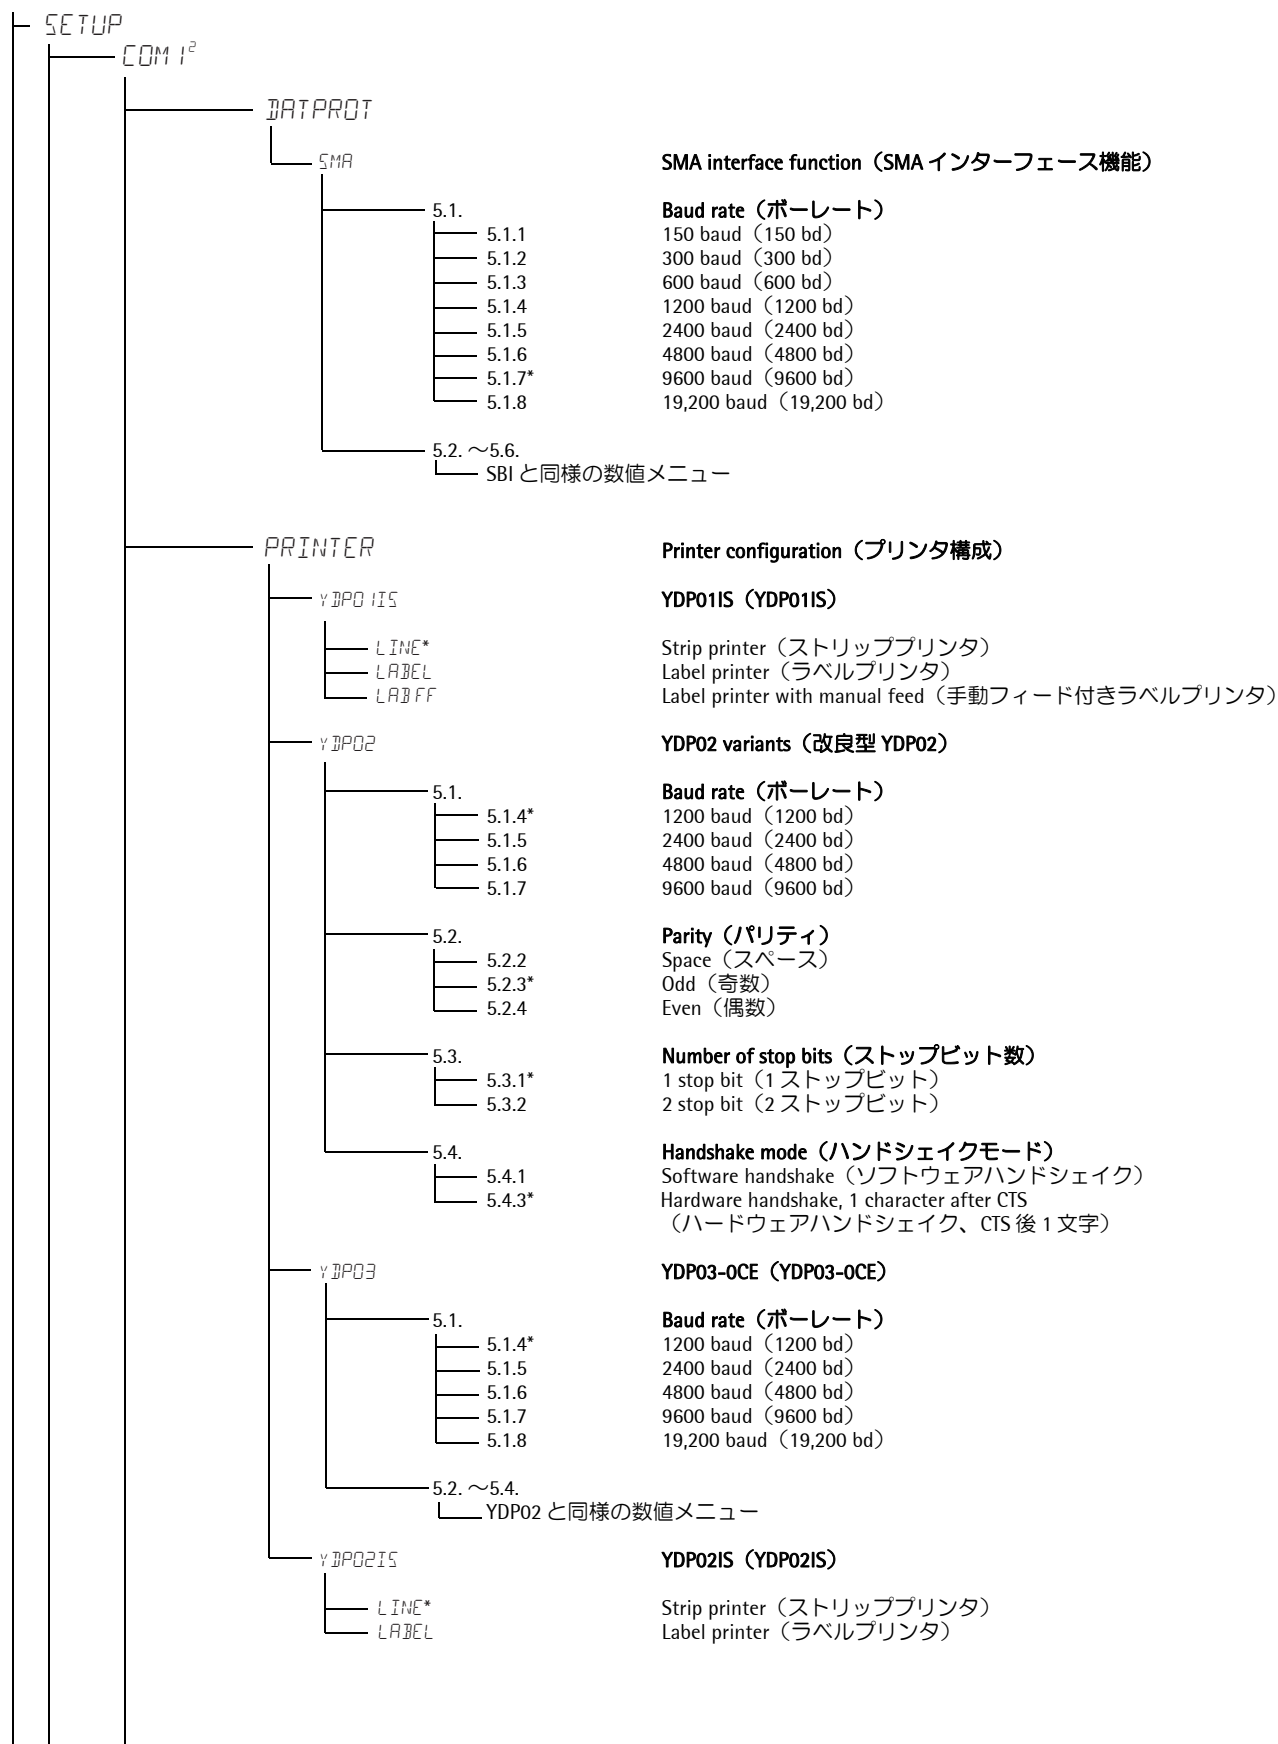 SETUP
COM1²
DATPROT
SMA SMA interface function（SMA インターフェース機能）
5.1. Baud rate（ボーレート）
5.1.1 150 baud（150 bd）
5.1.2 300 baud（300 bd）
5.1.3 600 baud（600 bd）
5.1.4 1200 baud（1200 bd）
5.1.5 2400 baud（2400 bd）
5.1.6 4800 baud（4800 bd）
5.1.7* 9600 baud（9600 bd）
5.1.8 19,200 baud（19,200 bd）
5.2. ～5.6.
SBI と同様の数値メニュー
PRINTER Printer configuration（プリンタ構成）
YDP01IS YDP01IS（YDP01IS）
LINE* Strip printer（ストリッププリンタ）
LABEL Label printer（ラベルプリンタ）
LABFF Label printer with manual feed（手動フィード付きラベルプリンタ）
YDP02 YDP02 variants（改良型 YDP02）
5.1. Baud rate（ボーレート）
5.1.4* 1200 baud（1200 bd）
5.1.5 2400 baud（2400 bd）
5.1.6 4800 baud（4800 bd）
5.1.7 9600 baud（9600 bd）
5.2. Parity（パリティ）
5.2.2 Space（スペース）
5.2.3* Odd（奇数）
5.2.4 Even（偶数）
5.3. Number of stop bits（ストップビット数）
5.3.1* 1 stop bit（1 ストップビット）
5.3.2 2 stop bit（2 ストップビット）
5.4. Handshake mode（ハンドシェイクモード）
5.4.1 Software handshake（ソフトウェアハンドシェイク）
5.4.3* Hardware handshake, 1 character after CTS
（ハードウェアハンドシェイク、CTS 後 1 文字）
YDP03 YDP03-0CE（YDP03-0CE）
5.1. Baud rate（ボーレート）
5.1.4* 1200 baud（1200 bd）
5.1.5 2400 baud（2400 bd）
5.1.6 4800 baud（4800 bd）
5.1.7 9600 baud（9600 bd）
5.1.8 19,200 baud（19,200 bd）
5.2. ～5.4.
YDP02 と同様の数値メニュー
YDP02IS YDP02IS（YDP02IS）
LINE* Strip printer（ストリッププリンタ）
LABEL Label printer（ラベルプリンタ）